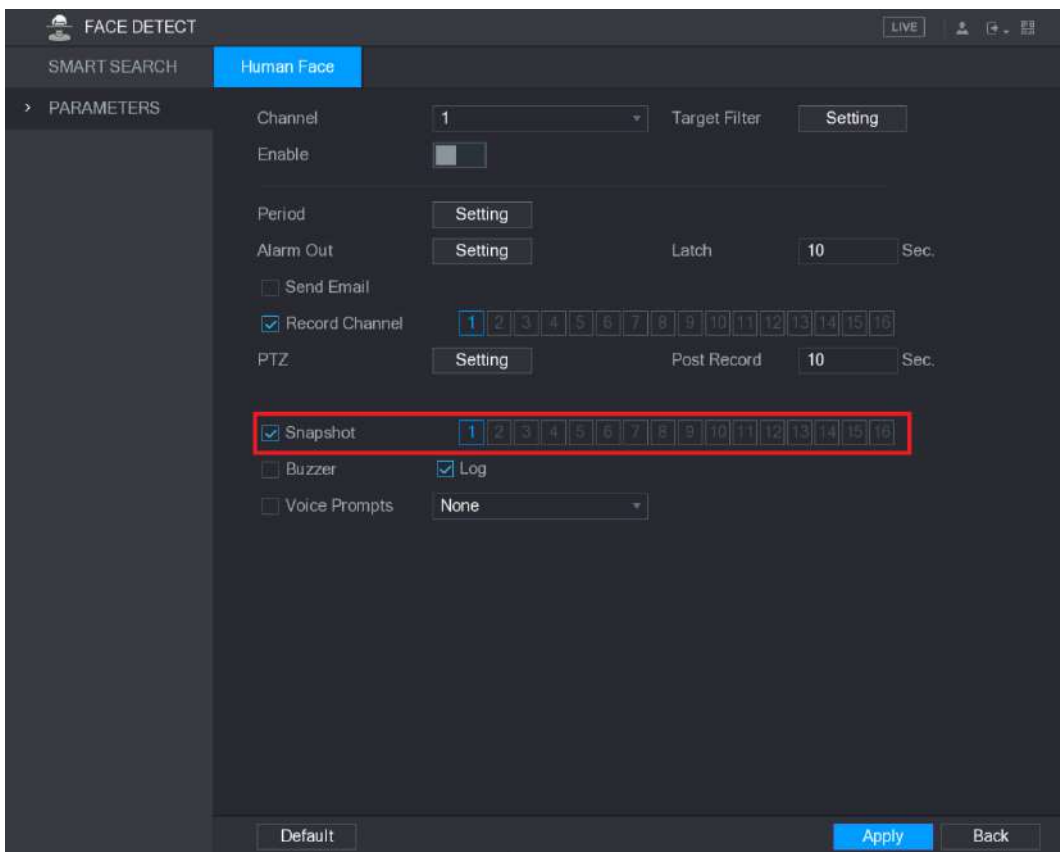 FACE DETECT LIVE
SMART SEARCH Human Face
> PARAMETERS
Channel 1 Target Filter Setting
Enable
Period Setting
Alarm Out Setting Latch 10 Sec.
Send Email
Record Channel 1 2 3 4 5 6 7 8 9 10 11 12 13 14 15 16
PTZ Setting Post Record 10 Sec.
Snapshot 1 2 3 4 5 6 7 8 9 10 11 12 13 14 15 16
Buzzer Log
Voice Prompts None
Default Apply Back